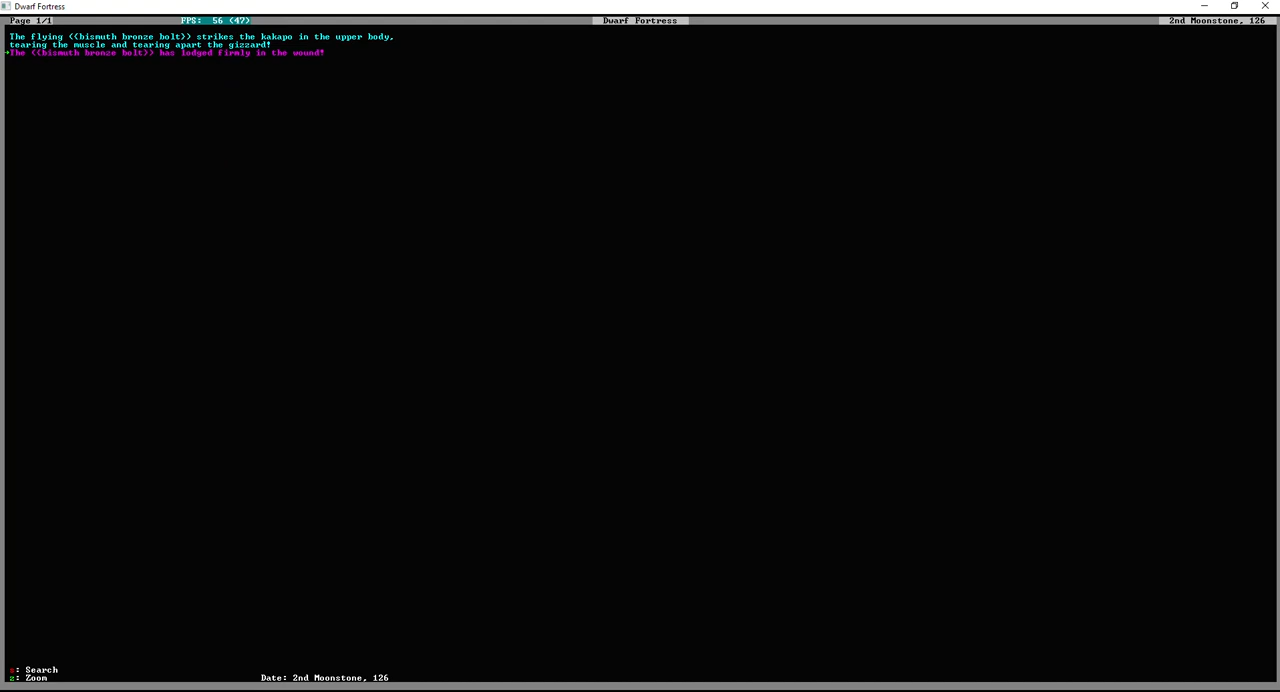 Dwarf Fortress
Page 1/1 FPS: 56 (47) Dwarf Fortress 2nd Moonstone, 126
The flying ((bismuth bronze bolt)) strikes the kakapo in the upper body,
tearing the muscle and tearing apart the gizzard!
The ((bismuth bronze bolt)) has lodged firmly in the wound!
s: Search
z: Zoom Date: 2nd Moonstone, 126